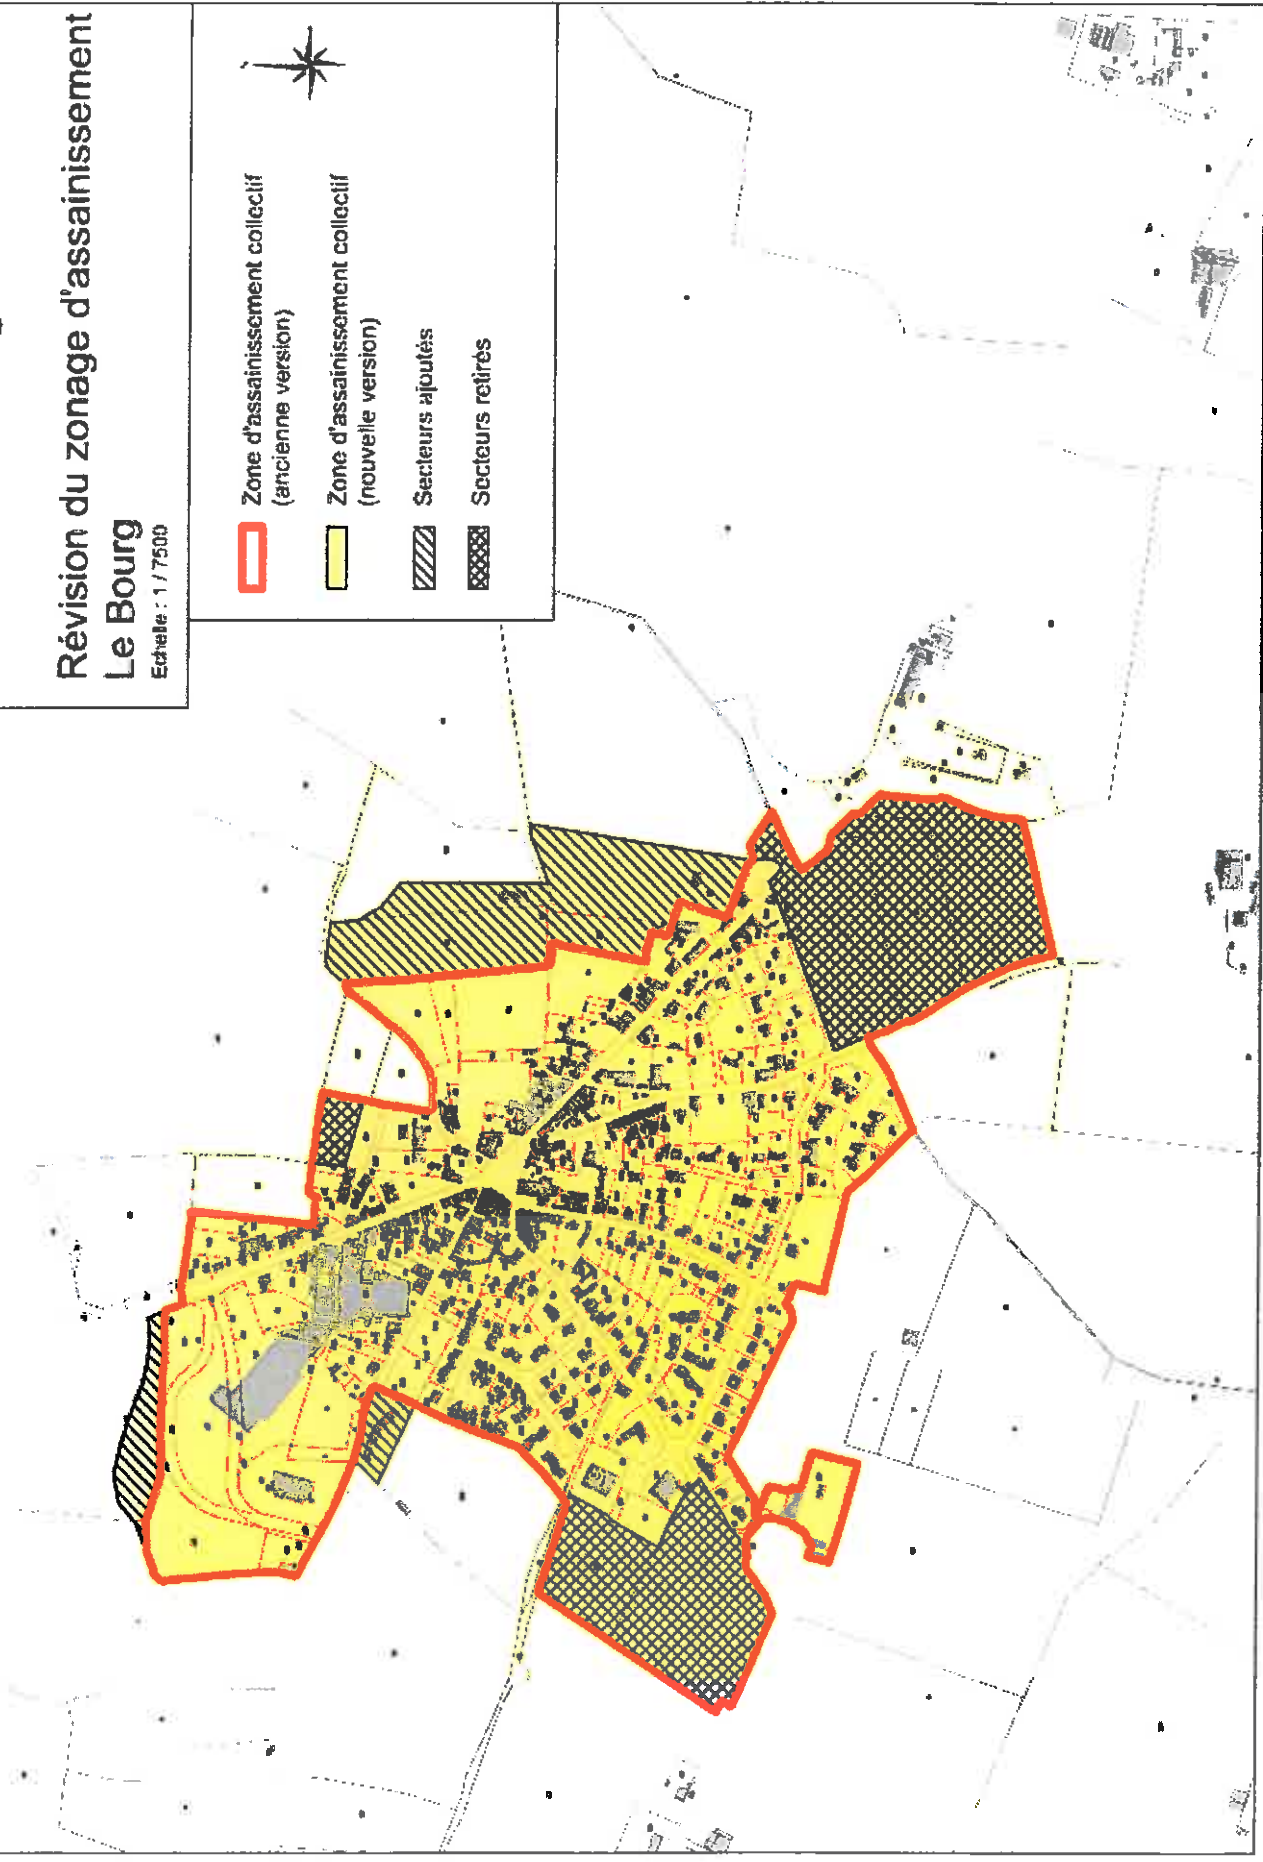 Révision du zonage d'assainissement
Le Bourg
Echelle : 1 / 7500
Zone d'assainissement collectif
(ancienne version)
Zone d'assainissement collectif
(nouvelle version)
Secteurs ajoutés
Secteurs retirés